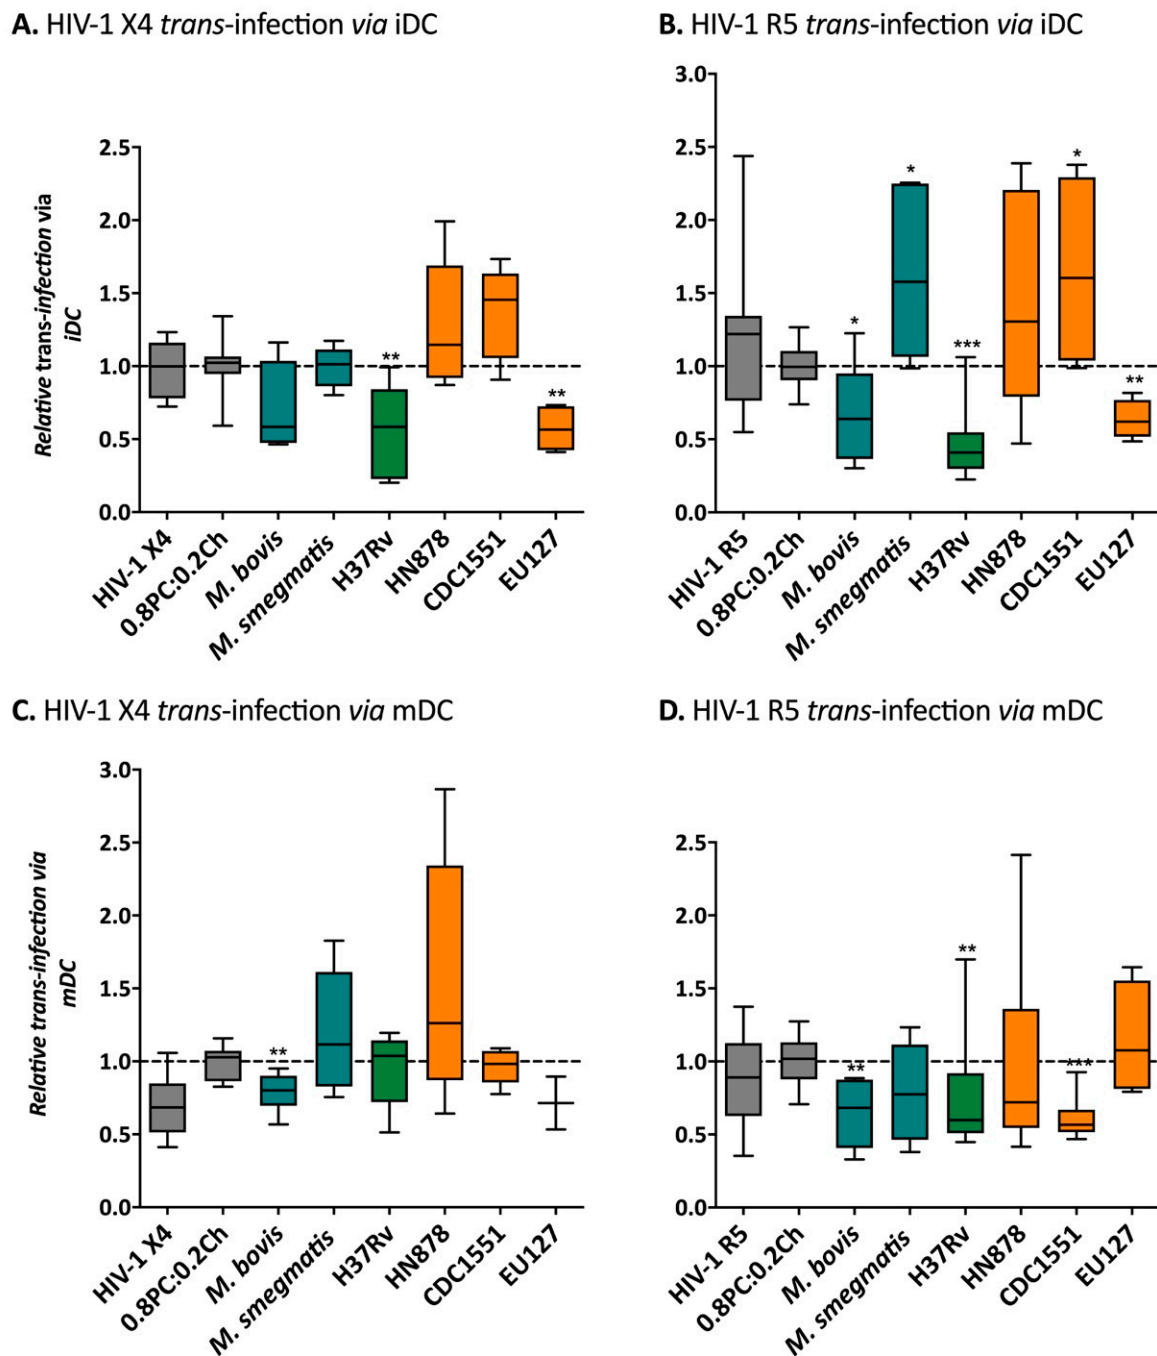 A. HIV-1 X4 trans-infection via iDC
Relative trans-infection via
iDC
2.5
2.0
1.5
1.0
0.5
0.0
**
**
HIV-1 X4
0.8PC:0.2Ch
M. bovis
M. smegmatis
H37Rv
HN878
CDC1551
EU127
B. HIV-1 R5 trans-infection via iDC
3.0
2.5
2.0
1.5
1.0
0.5
0.0
*
*
***
*
**
HIV-1 R5
0.8PC:0.2Ch
M. bovis
M. smegmatis
H37Rv
HN878
CDC1551
EU127
C. HIV-1 X4 trans-infection via mDC
Relative trans-infection via
mDC
3.0
2.5
2.0
1.5
1.0
0.5
0.0
**
HIV-1 X4
0.8PC:0.2Ch
M. bovis
M. smegmatis
H37Rv
HN878
CDC1551
EU127
D. HIV-1 R5 trans-infection via mDC
2.5
2.0
1.5
1.0
0.5
0.0
**
**
***
HIV-1 R5
0.8PC:0.2Ch
M. bovis
M. smegmatis
H37Rv
HN878
CDC1551
EU127